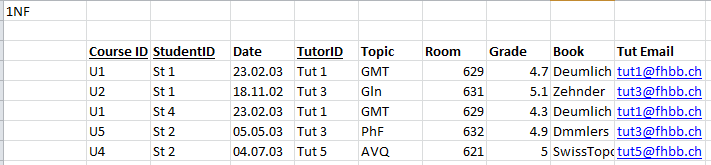 1NF
Course ID StudentID Date TutorID Topic Room Grade Book Tut Email
U1 St 1 23.02.03 Tut 1 GMT 629 4.7 Deumlich tut1@fhbb.ch
U2 St 1 18.11.02 Tut 3 Gln 631 5.1 Zehnder tut3@fhbb.ch
U1 St 4 23.02.03 Tut 1 GMT 629 4.3 Deumlich tut1@fhbb.ch
U5 St 2 05.05.03 Tut 3 PhF 632 4.9 Dmmlers tut3@fhbb.ch
U4 St 2 04.07.03 Tut 5 AVQ 621 5 SwissTopo tut5@fhbb.ch